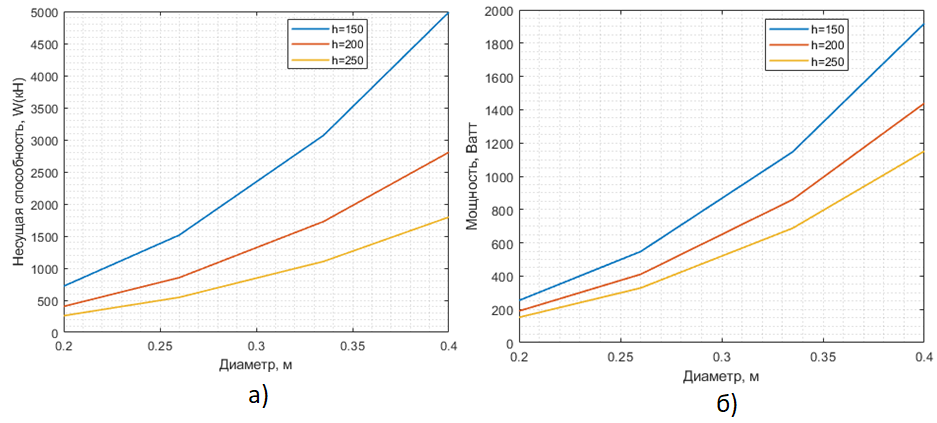 5000
4500
4000
3500
3000
2500
2000
1500
1000
500
0
Несущая способность, W(кН)
h=150
h=200
h=250
0.2
0.25
0.3
0.35
0.4
Диаметр, м
а)
2000
1800
1600
1400
1200
1000
800
600
400
200
0
Мощность, Ватт
h=150
h=200
h=250
0.2
0.25
0.3
0.35
0.4
Диаметр, м
б)